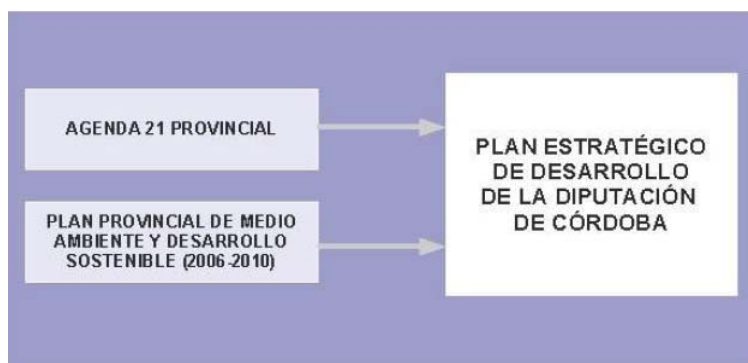 AGENDA 21 PROVINCIAL
PLAN PROVINCIAL DE MEDIO
AMBIENTE Y DESARROLLO
SOSTENIBLE (2006-2010)
PLAN ESTRATÉGICO
DE DESARROLLO
DE LA DIPUTACIÓN
DE CÓRDOBA